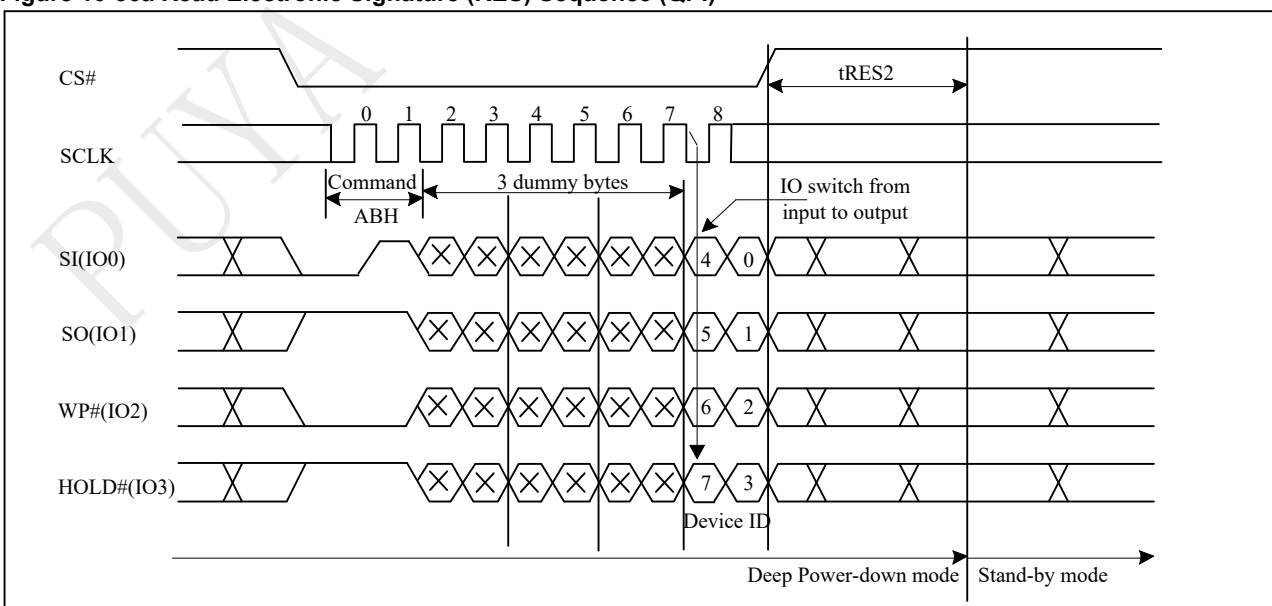 Figure 10-36a Read Electronic Signature (RES) Sequence (QPI)
PUYA
CS#
tRES2
0 1 2 3 4 5 6 7 8
SCLK
Command
3 dummy bytes
ABH
IO switch from
input to output
SI(IO0)
4 0
SO(IO1)
5 1
WP#(IO2)
6 2
HOLD#(IO3)
7 3
Device ID
Deep Power-down mode
Stand-by mode